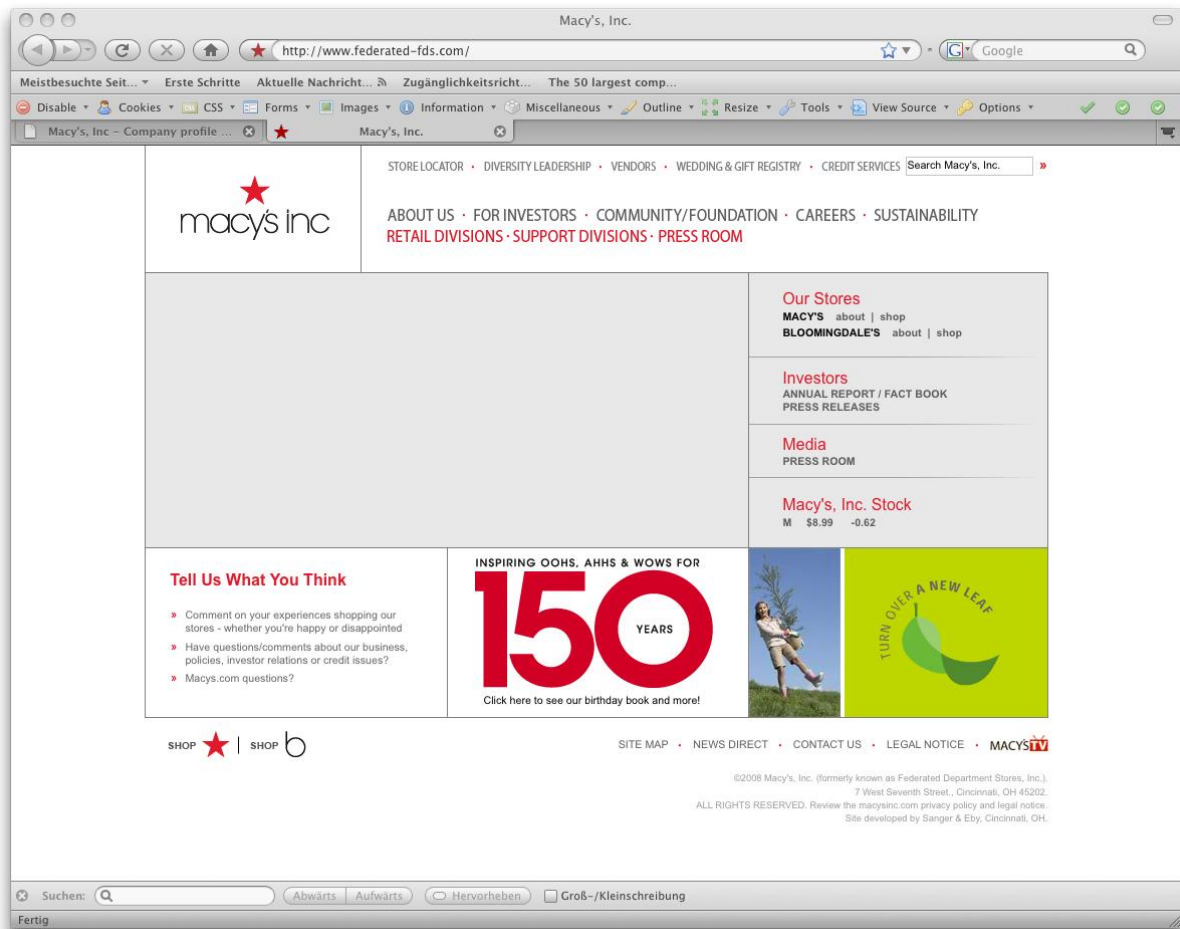 Macy's, Inc.
http://www.federated-fds.com/
Google
Meistbesuchte Seit... Erste Schritte Aktuelle Nachricht... Zugänglichkeitsricht... The 50 largest comp...
Disable Cookies CSS Forms Images Information Miscellaneous Outline Resize Tools View Source Options
Macy's, Inc - Company profile ... Macy's, Inc.
STORE LOCATOR • DIVERSITY LEADERSHIP • VENDORS • WEDDING & GIFT REGISTRY • CREDIT SERVICES Search Macy's, Inc. »
macy's inc
ABOUT US · FOR INVESTORS · COMMUNITY/FOUNDATION · CAREERS · SUSTAINABILITY
RETAIL DIVISIONS · SUPPORT DIVISIONS · PRESS ROOM
Our Stores
MACY'S about | shop
BLOOMINGDALE'S about | shop
Investors
ANNUAL REPORT / FACT BOOK
PRESS RELEASES
Media
PRESS ROOM
Macy's, Inc. Stock
M $8.99 -0.62
Tell Us What You Think
» Comment on your experiences shopping our
stores - whether you're happy or disappointed
» Have questions/comments about our business,
policies, investor relations or credit issues?
» Macys.com questions?
INSPIRING OOHS, AHHS & WOWS FOR
150
YEARS
Click here to see our birthday book and more!
TURN OVER A NEW LEAF
SHOP | SHOP b
SITE MAP • NEWS DIRECT • CONTACT US • LEGAL NOTICE • MACY'S TV
©2008 Macy's, Inc. (formerly known as Federated Department Stores, Inc.).
7 West Seventh Street., Cincinnati, OH 45202.
ALL RIGHTS RESERVED. Review the macysinc.com privacy policy and legal notice.
Site developed by Sanger & Eby, Cincinnati, OH.
Suchen: Abwärts Aufwärts Hervorheben Groß-/Kleinschreibung
Fertig